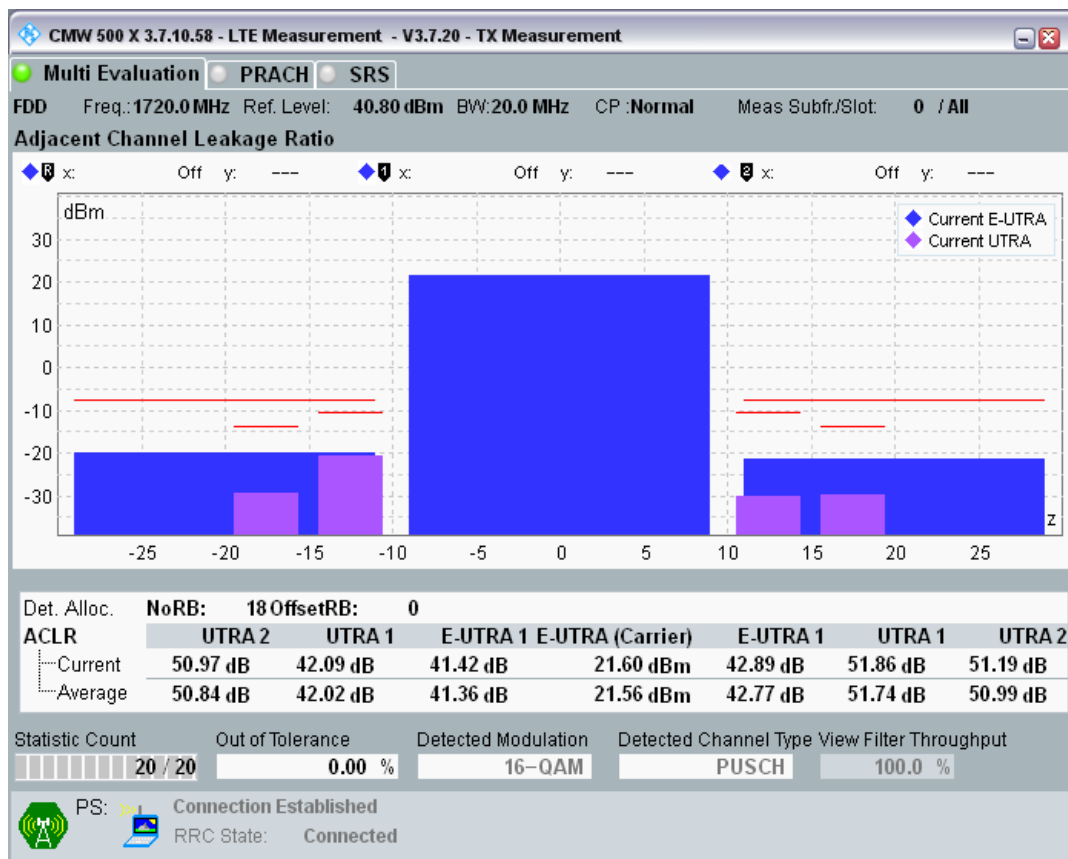 CMW 500 X 3.7.10.58 - LTE Measurement - V3.7.20 - TX Measurement
Multi Evaluation PRACH SRS
FDD Freq.:1720.0 MHz Ref. Level: 40.80 dBm BW:20.0 MHz CP :Normal Meas Subfr./Slot: 0 / All
Adjacent Channel Leakage Ratio
R x: Off y: --- 1 x: Off y: --- 2 x: Off y: ---
dBm
Current E-UTRA
Current UTRA
30
20
10
0
-10
-20
-30
z
-25 -20 -15 -10 -5 0 5 10 15 20 25
Det. Alloc. NoRB: 18 OffsetRB: 0
ACLR UTRA 2 UTRA 1 E-UTRA 1 E-UTRA (Carrier) E-UTRA 1 UTRA 1 UTRA 2
Current 50.97 dB 42.09 dB 41.42 dB 21.60 dBm 42.89 dB 51.86 dB 51.19 dB
Average 50.84 dB 42.02 dB 41.36 dB 21.56 dBm 42.77 dB 51.74 dB 50.99 dB
Statistic Count Out of Tolerance Detected Modulation Detected Channel Type View Filter Throughput
20 / 20 0.00 % 16-QAM PUSCH 100.0 %
PS: Connection Established
RRC State: Connected